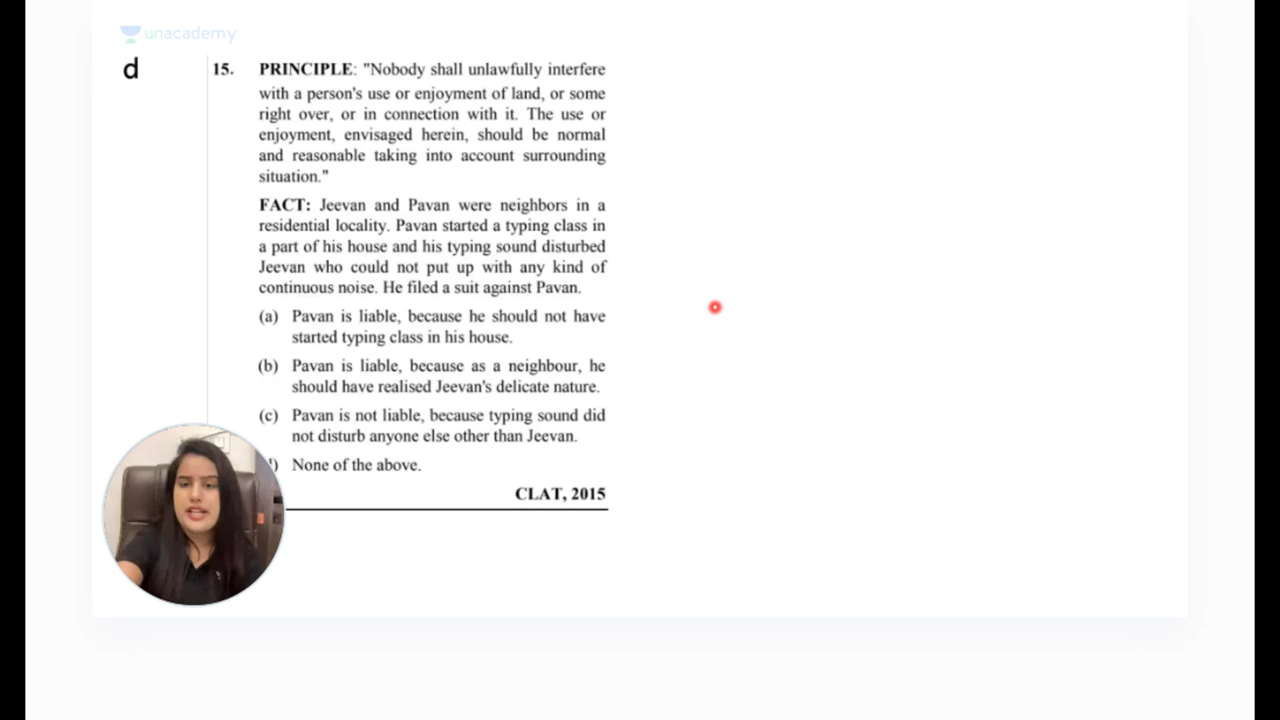 unacademy
d
15. PRINCIPLE: "Nobody shall unlawfully interfere
with a person's use or enjoyment of land, or some
right over, or in connection with it. The use or
enjoyment, envisaged herein, should be normal
and reasonable taking into account surrounding
situation."
FACT: Jeevan and Pavan were neighbors in a
residential locality. Pavan started a typing class in
a part of his house and his typing sound disturbed
Jeevan who could not put up with any kind of
continuous noise. He filed a suit against Pavan.
(a) Pavan is liable, because he should not have
started typing class in his house.
(b) Pavan is liable, because as a neighbour, he
should have realised Jeevan's delicate nature.
(c) Pavan is not liable, because typing sound did
not disturb anyone else other than Jeevan.
) None of the above.
CLAT, 2015